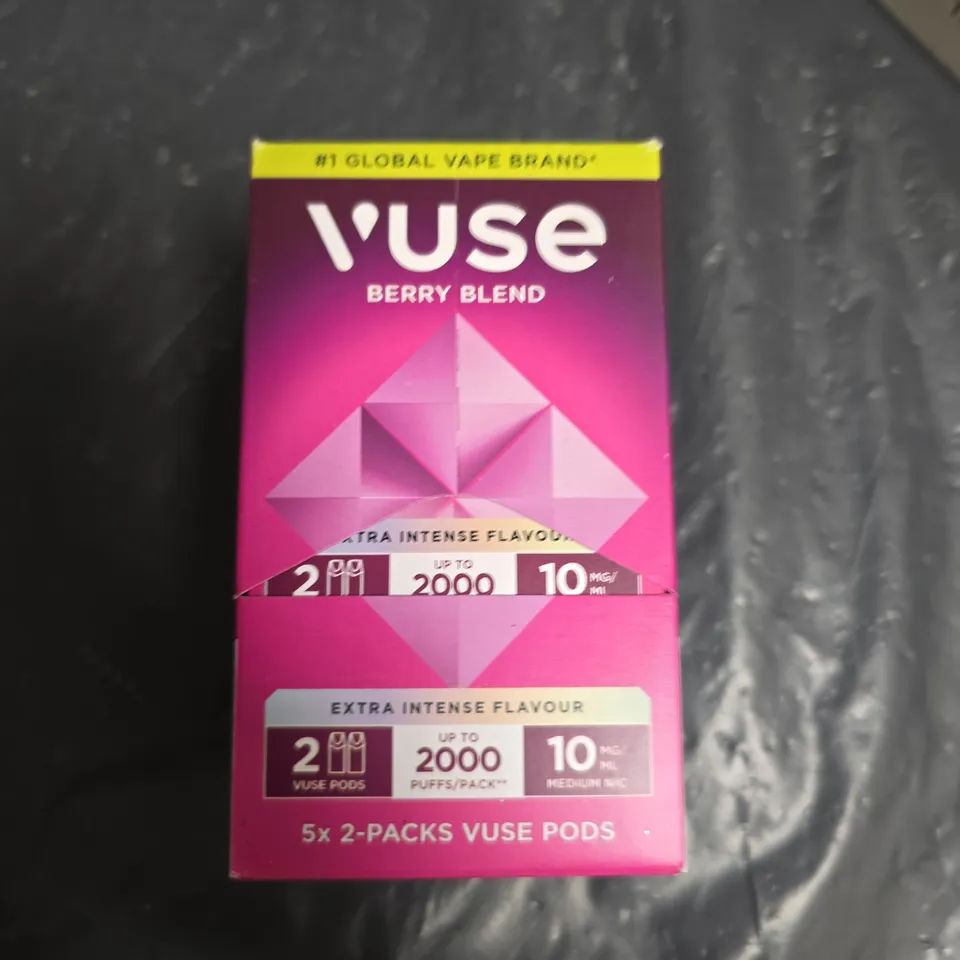 #1 GLOBAL VAPE BRAND*
vuse
BERRY BLEND
EXTRA INTENSE FLAVOUR
2
UP TO
2000
10 MG/
ML
EXTRA INTENSE FLAVOUR
2
VUSE PODS
UP TO
2000
PUFFS/PACK**
10 MG/
ML
MEDIUM NIC
5x 2-PACKS VUSE PODS